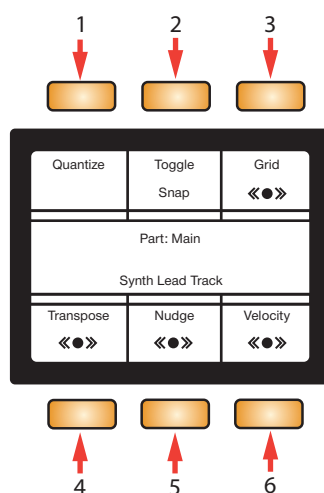 1 2 3
Quantize Toggle Grid
Snap «●»
Part: Main
Synth Lead Track
Transpose Nudge Velocity
«●» «●» «●»
4 5 6